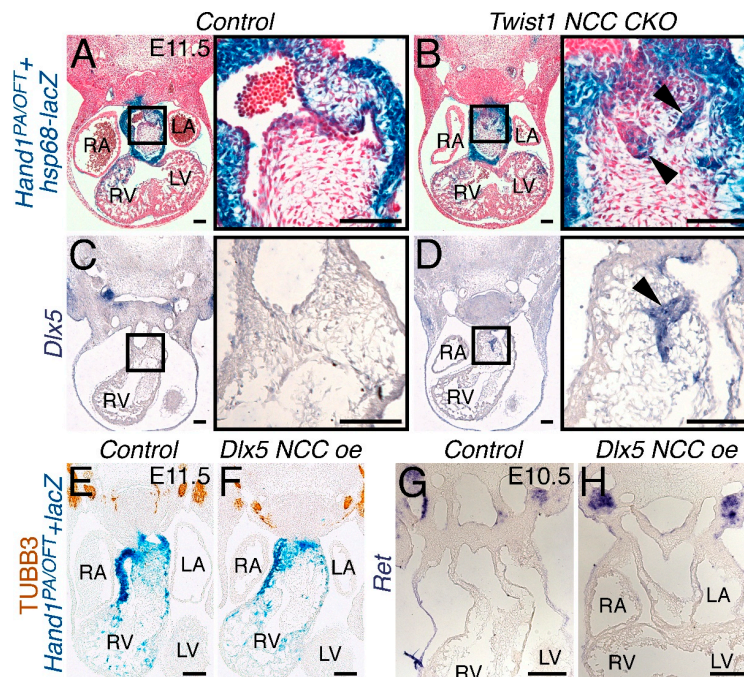 Control Twist1 NCC CKO
Hand1PA/OFT+
hsp68-lacZ
A E11.5 B
RA LA RV LV
RA LA RV LV
Dlx5
C D
RV
RA RV
Control Dlx5 NCC oe Control Dlx5 NCC oe
TUBB3
Hand1PA/OFT+lacZ
E E11.5 F
RA LA RV LV
RA LA RV LV
Ret
G E10.5 H
RV LV
RA LA RV LV